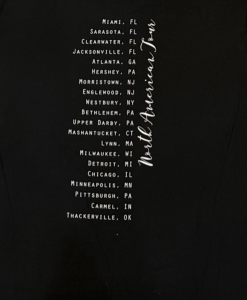 Miami, FL
Sarasota, FL
Clearwater, FL
Jacksonville, FL
Atlanta, GA
Hershey, PA
Morristown, NJ
Englewood, NJ
Westbury, NY
Bethlehem, PA
Upper Darby, PA
Mashantucket, CT
Lynn, MA
Milwaukee, WI
Detroit, MI
Chicago, IL
Minneapolis, MN
Pittsburgh, PA
Carmel, IN
Thackerville, OK
North American Tour